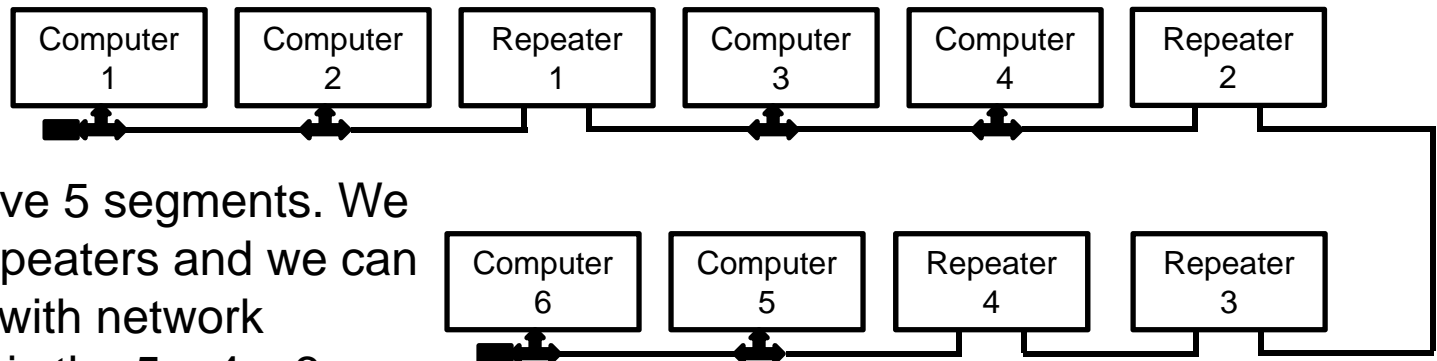 Computer
1
Computer
2
Repeater
1
Computer
3
Computer
4
Repeater
2
ve 5 segments. We
peaters and we can
with network
Computer
6
Computer
5
Repeater
4
Repeater
3